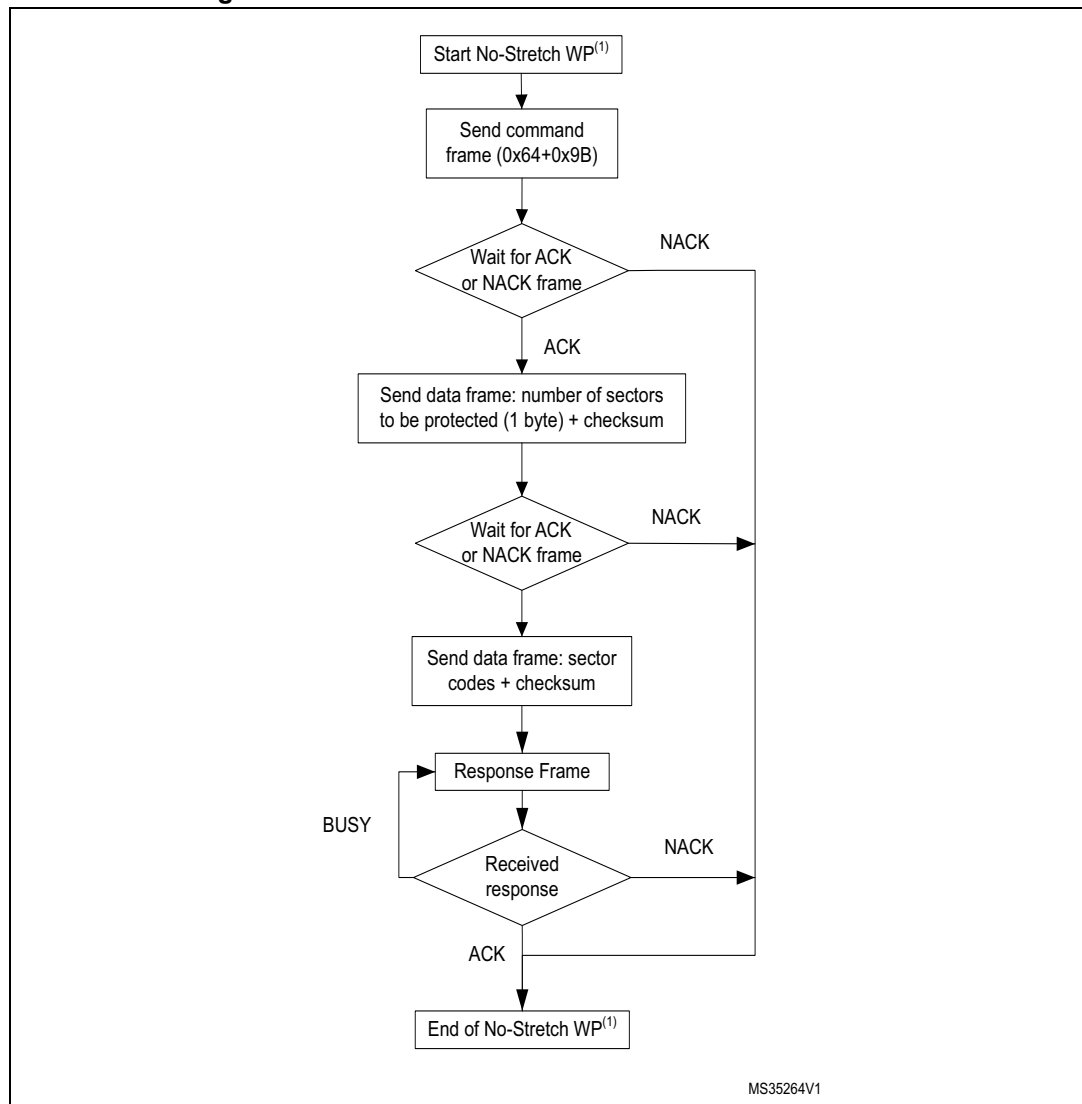 Start No-Stretch WP(1)
Send command
frame (0x64+0x9B)
Wait for ACK
or NACK frame
NACK
ACK
Send data frame: number of sectors
to be protected (1 byte) + checksum
Wait for ACK
or NACK frame
NACK
Send data frame: sector
codes + checksum
Response Frame
BUSY
Received
response
NACK
ACK
End of No-Stretch WP(1)
MS35264V1